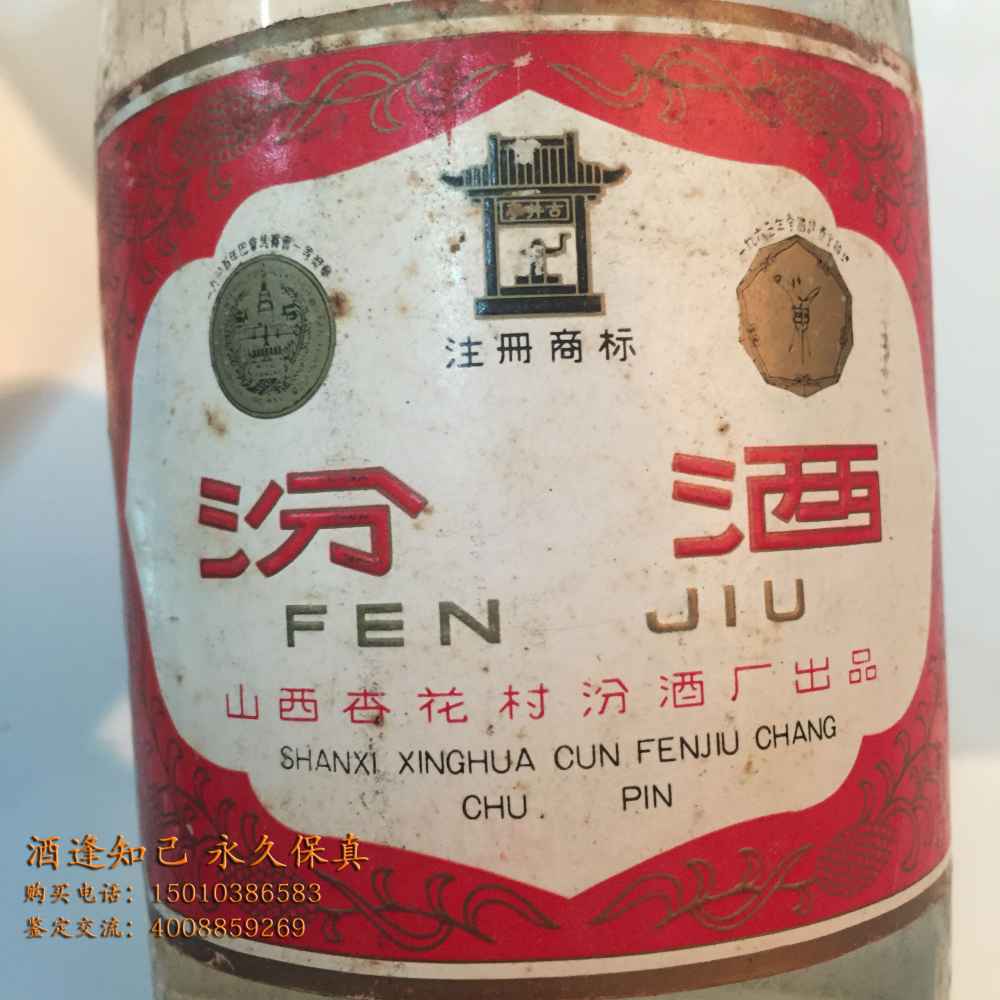 古井亭
注册商标
汾酒
FEN JIU
山西杏花村汾酒厂出品
SHANXI XINGHUA CUN FENJIU CHANG
CHU PIN
酒逢知己 永久保真
购买电话：15010386583
鉴定交流：4008859269